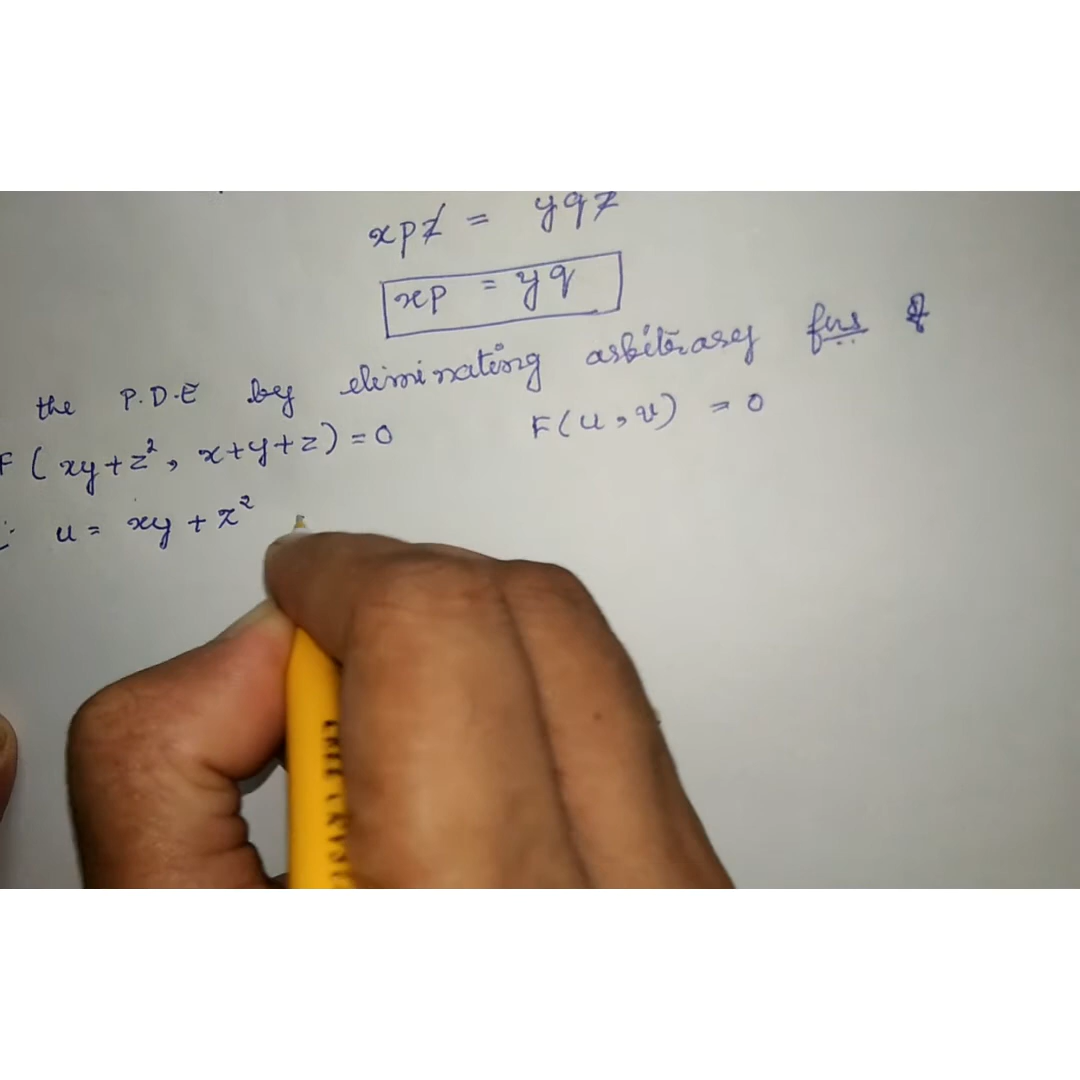 xpz = yqz
xp = yq
the P.D.E by eliminating arbitrary fns
F ( xy+z², x+y+z) = 0 F(u, v) = 0
u = xy + z²